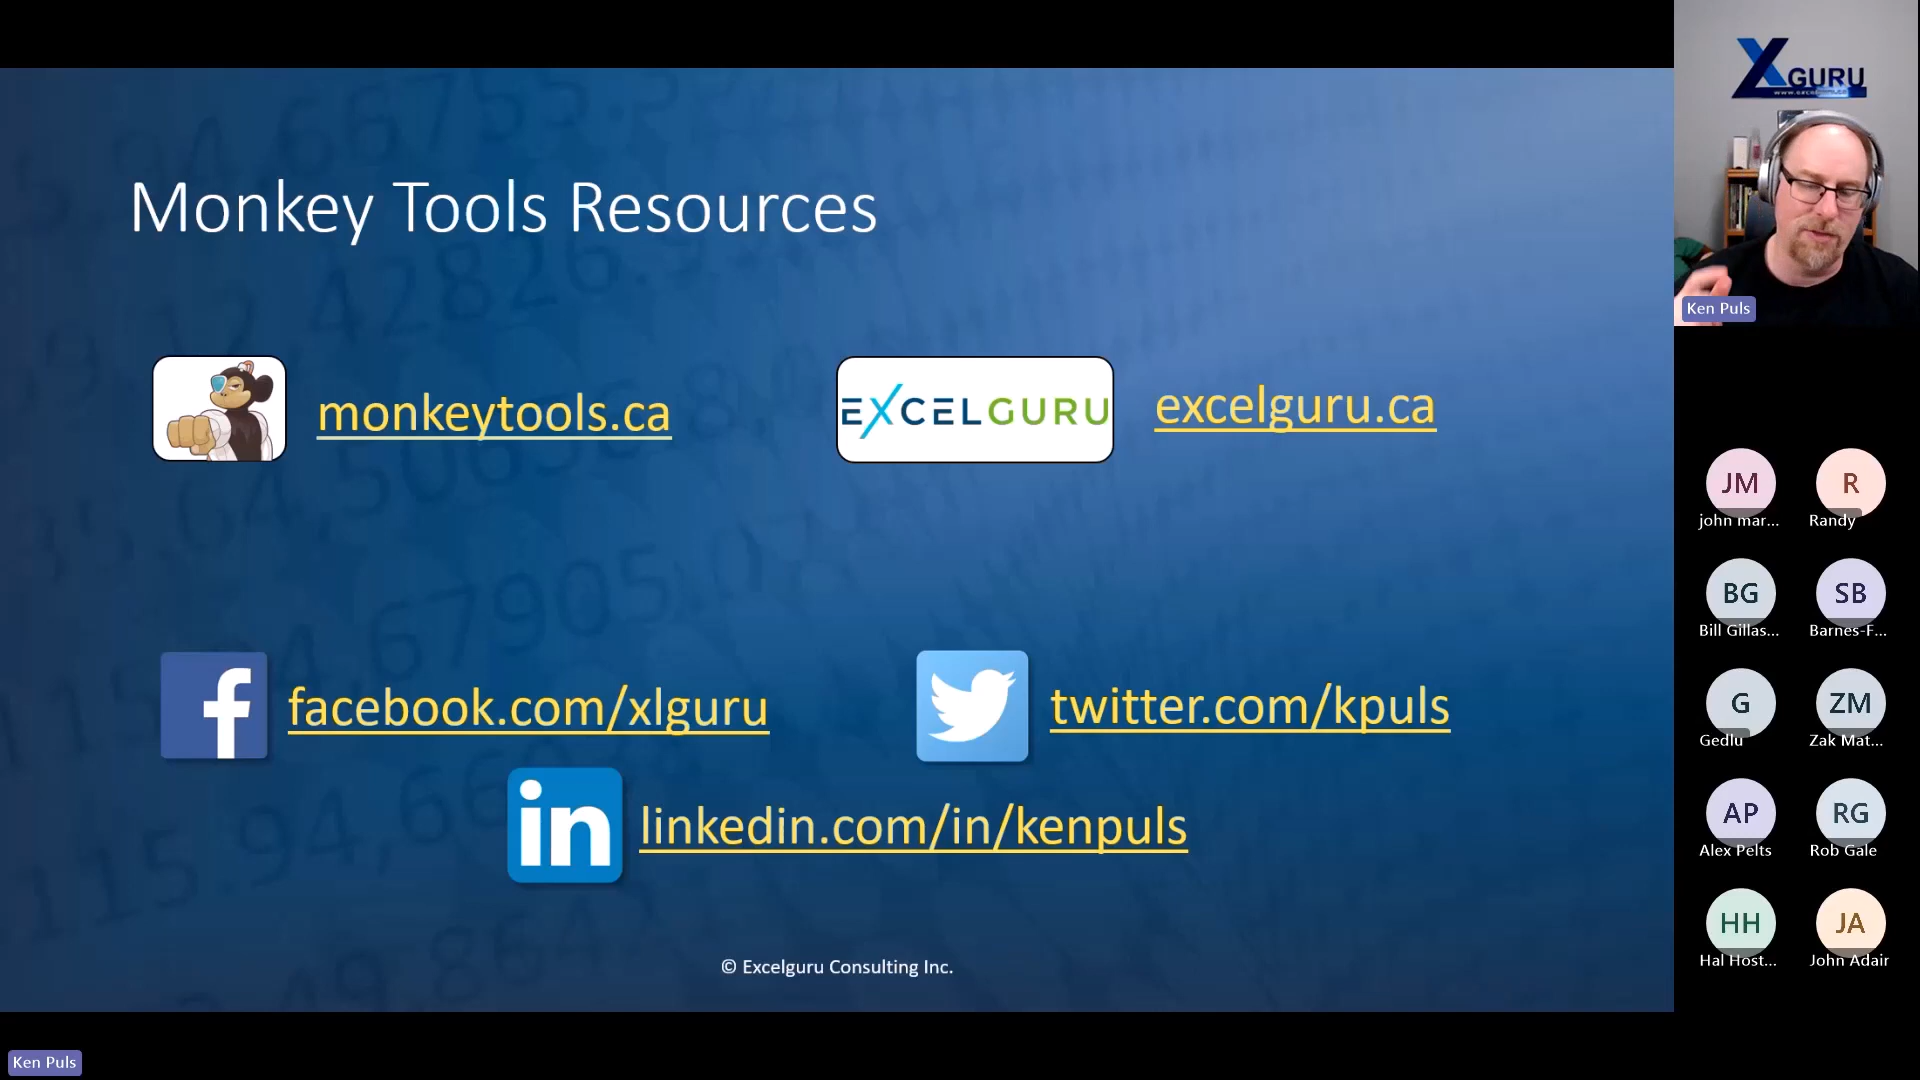 Monkey Tools Resources
monkeytools.ca
EXCELGURU
excelguru.ca
facebook.com/xlguru
twitter.com/kpuls
in
linkedin.com/in/kenpuls
© Excelguru Consulting Inc.
Ken Puls
XGURU
Ken Puls
JM
john mar...
R
Randy
BG
Bill Gillas...
SB
Barnes-F...
G
Gedlu
ZM
Zak Mat...
AP
Alex Pelts
RG
Rob Gale
HH
Hal Host...
JA
John Adair